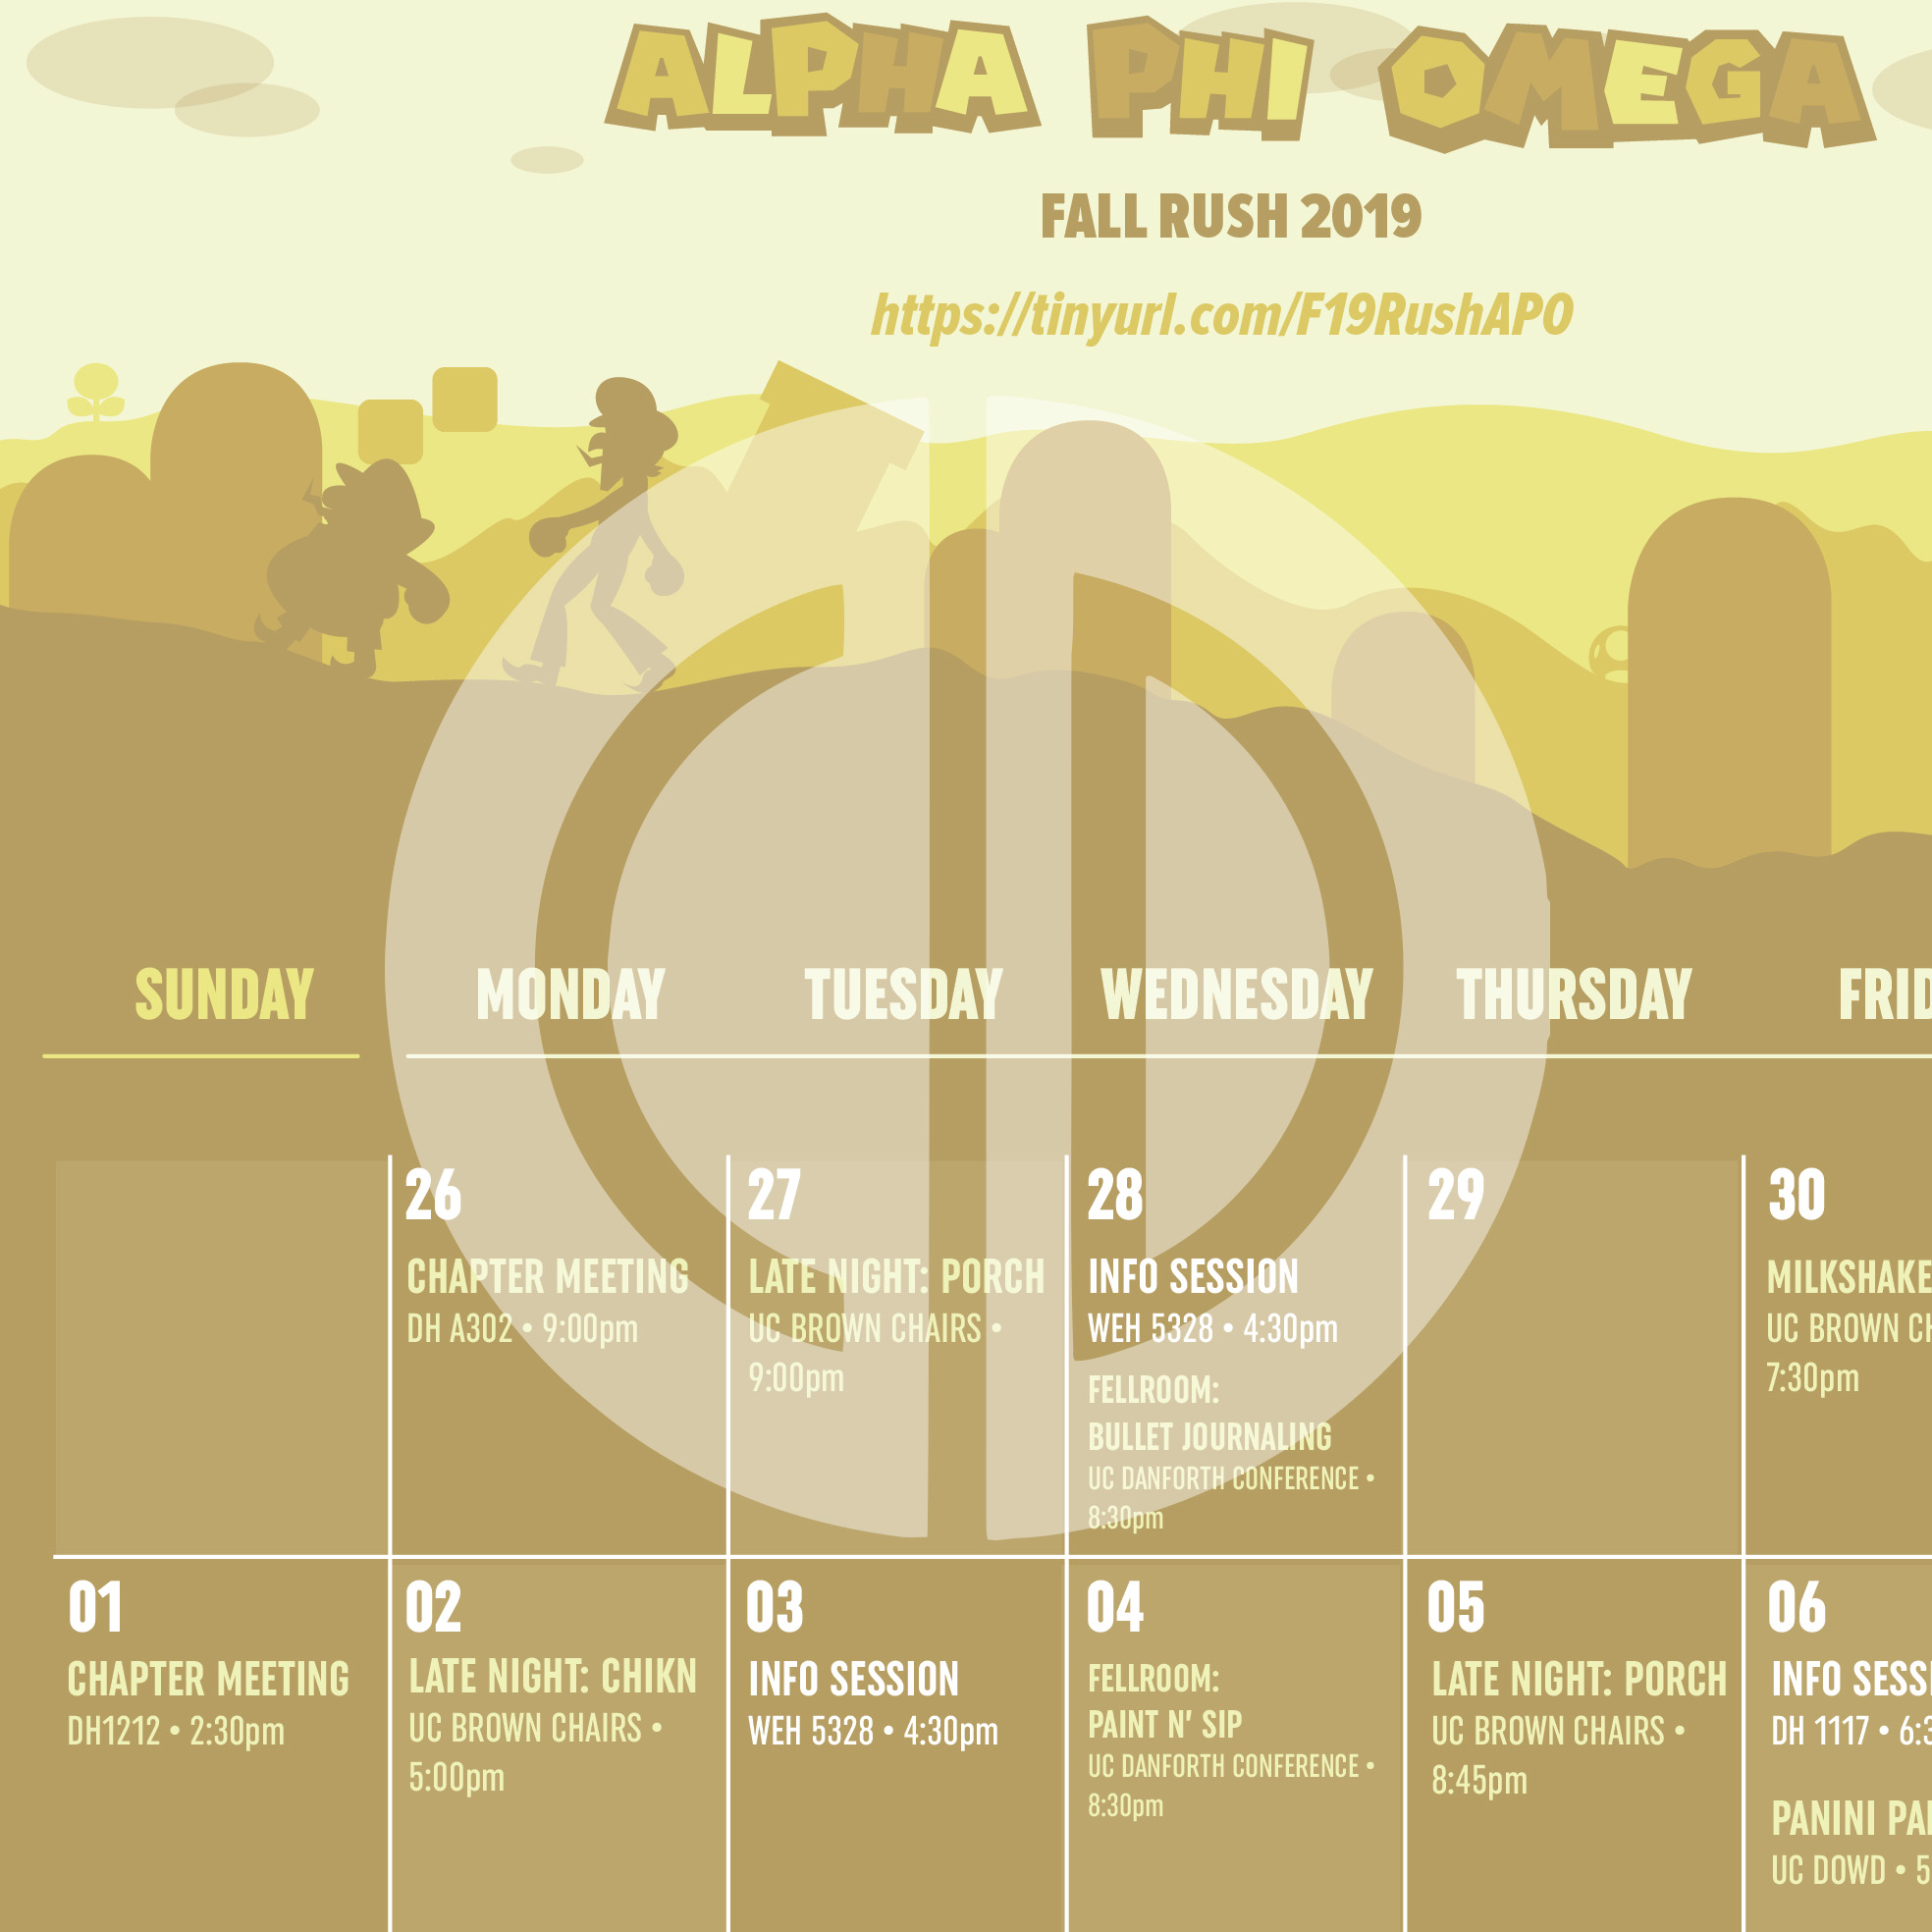 ALPHA PHI OMEGA
FALL RUSH 2019
https://tinyurl.com/F19RushAPO
SUNDAY MONDAY TUESDAY WEDNESDAY THURSDAY FRID
26
CHAPTER MEETING
DH A302 • 9:00pm
27
LATE NIGHT: PORCH
UC BROWN CHAIRS •
9:00pm
28
INFO SESSION
WEH 5328 • 4:30pm
FELLROOM:
BULLET JOURNALING
UC DANFORTH CONFERENCE •
8:30pm
29
30
MILKSHAKE
UC BROWN CH
7:30pm
01
CHAPTER MEETING
DH1212 • 2:30pm
02
LATE NIGHT: CHIKN
UC BROWN CHAIRS •
5:00pm
03
INFO SESSION
WEH 5328 • 4:30pm
04
FELLROOM:
PAINT N' SIP
UC DANFORTH CONFERENCE •
8:30pm
05
LATE NIGHT: PORCH
UC BROWN CHAIRS •
8:45pm
06
INFO SESS
DH 1117 • 6:3
PANINI PA
UC DOWD • 5